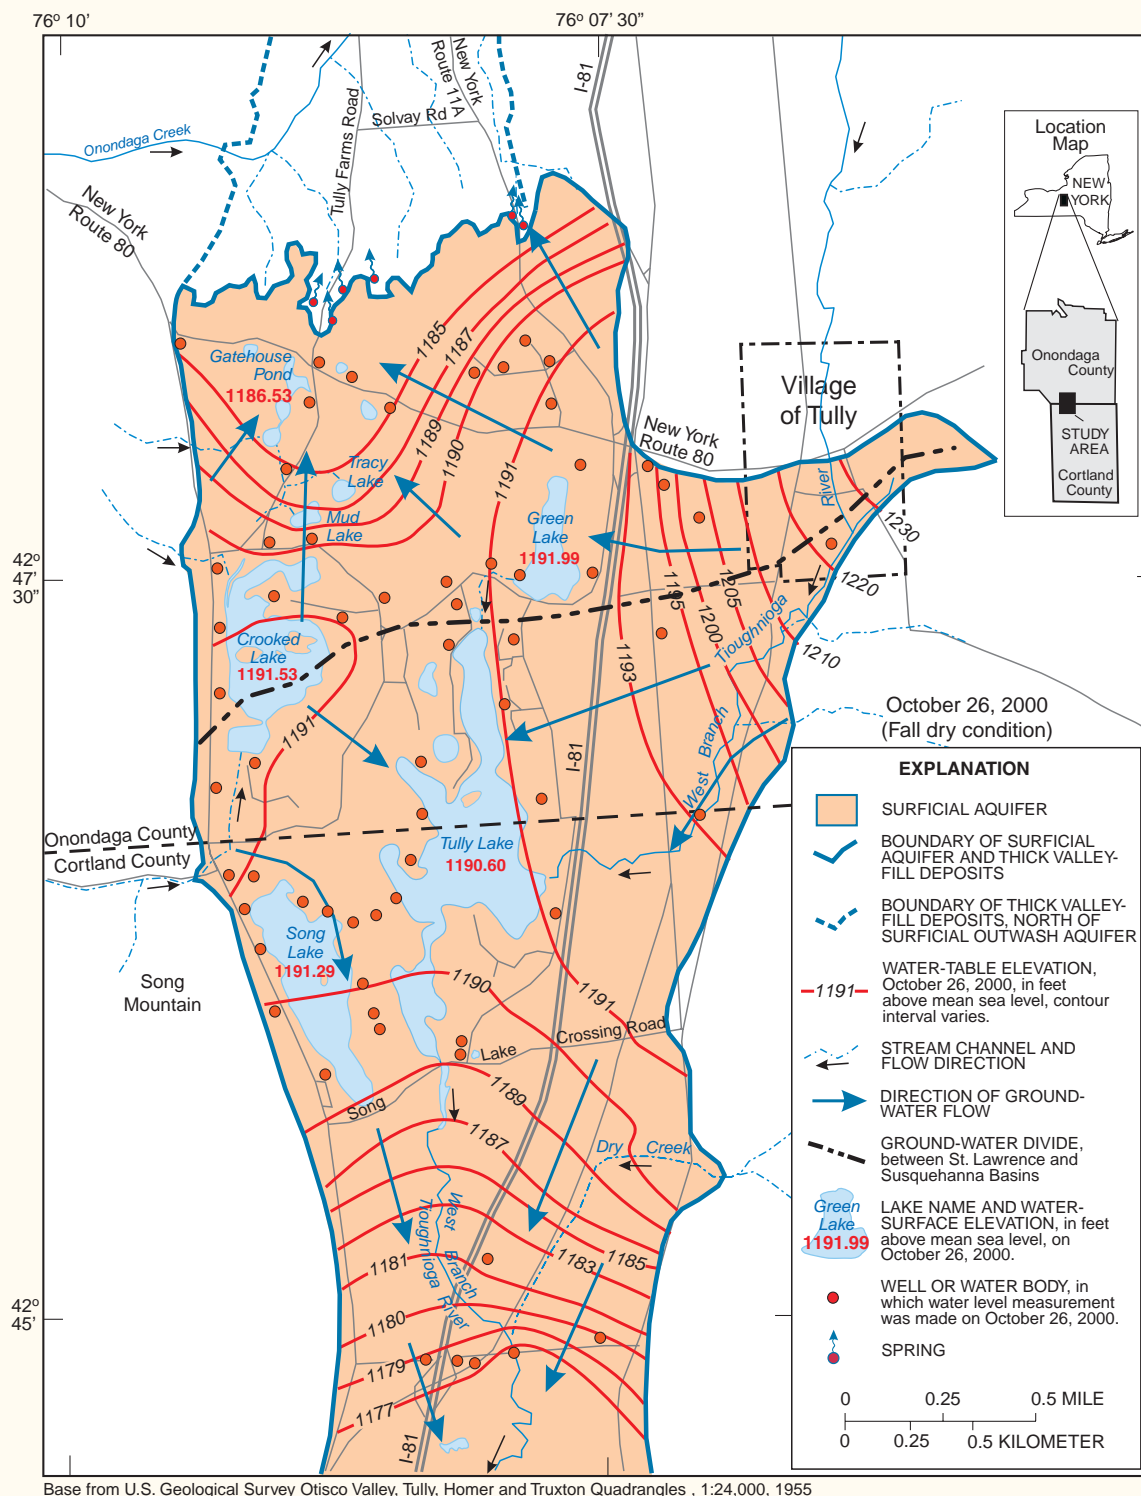 76° 10'
76° 07' 30"
Onondaga Creek
New York
Route 80
Tully Farms Road
Solvay Rd
New York
Route 11A
I-81
Location
Map
NEW
YORK
Onondaga
County
STUDY
AREA
Cortland
County
Gatehouse
Pond
1186.53
1185
1187
1189
1190
1191
Tracy
Lake
Mud
Lake
Green
Lake
1191.99
New York
Route 80
Village
of Tully
River
1230
1220
1210
1205
1200
1195
1193
Tioughnioga
West Branch
42°
47'
30"
Crooked
Lake
1191.53
1191
I-81
October 26, 2000
(Fall dry condition)
Onondaga County
Cortland County
Tully Lake
1190.60
Song
Lake
1191.29
Song
Mountain
1190
1191
Song
Lake
Crossing Road
1189
1187
Dry Creek
West Branch
Tioughnioga River
1185
1183
1181
1180
1179
1177
I-81
42°
45'
EXPLANATION
SURFICIAL AQUIFER
BOUNDARY OF SURFICIAL
AQUIFER AND THICK VALLEY-
FILL DEPOSITS
BOUNDARY OF THICK VALLEY-
FILL DEPOSITS, NORTH OF
SURFICIAL OUTWASH AQUIFER
1191
WATER-TABLE ELEVATION,
October 26, 2000, in feet
above mean sea level, contour
interval varies.
STREAM CHANNEL AND
FLOW DIRECTION
DIRECTION OF GROUND-
WATER FLOW
GROUND-WATER DIVIDE,
between St. Lawrence and
Susquehanna Basins
Green
Lake
1191.99
LAKE NAME AND WATER-
SURFACE ELEVATION, in feet
above mean sea level, on
October 26, 2000.
WELL OR WATER BODY, in
which water level measurement
was made on October 26, 2000.
SPRING
0 0.25 0.5 MILE
0 0.25 0.5 KILOMETER
Base from U.S. Geological Survey Otisco Valley, Tully, Homer and Truxton Quadrangles , 1:24,000, 1955